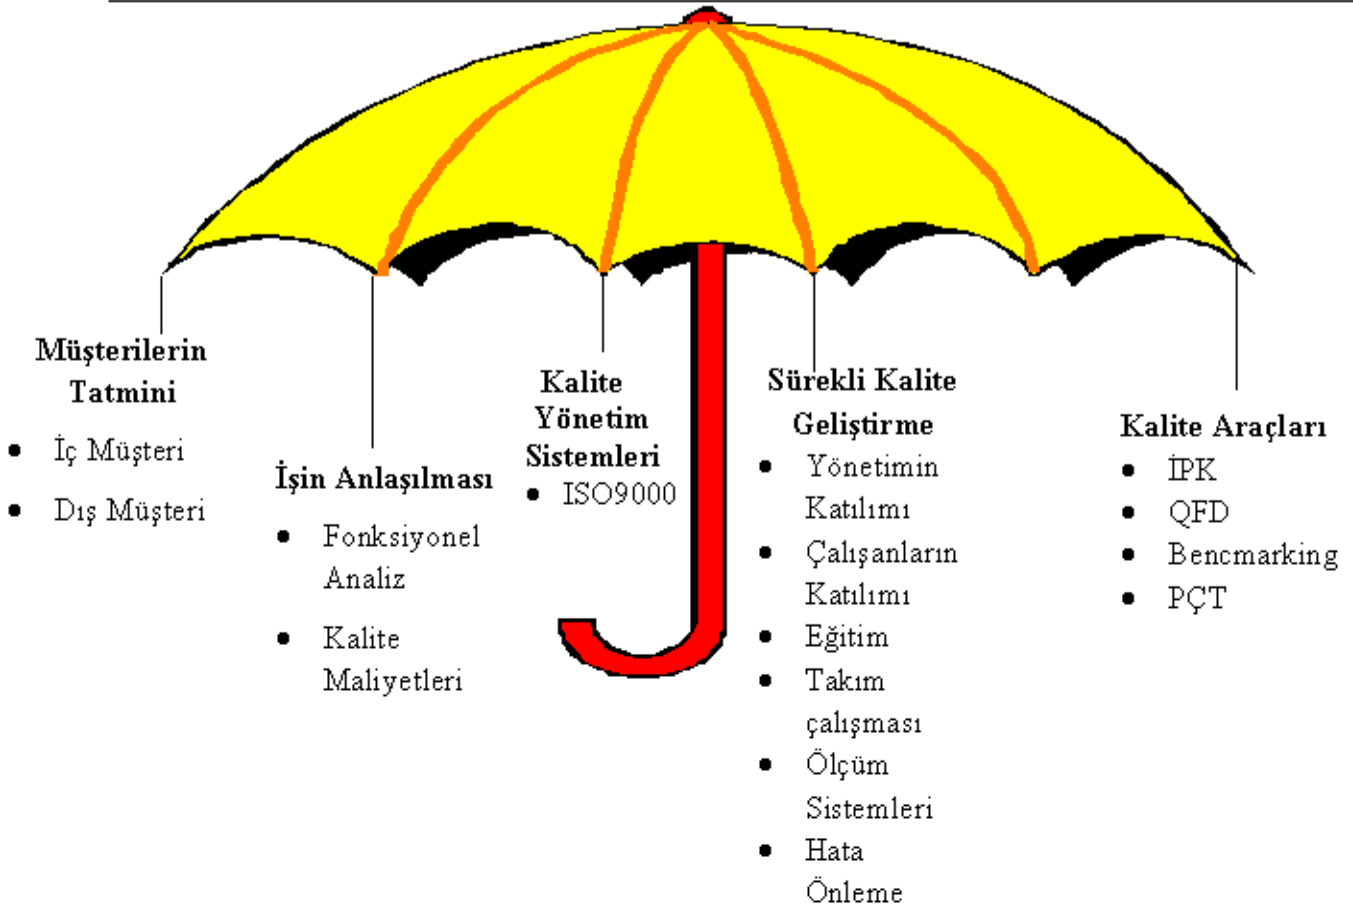 Müşterilerin
Tatmini
• İç Müşteri
• Dış Müşteri
İşin Anlaşılması
• Fonksiyonel
Analiz
• Kalite
Maliyetleri
Kalite
Yönetim
Sistemleri
• ISO9000
Sürekli Kalite
Geliştirme
• Yönetimin
Katılımı
• Çalışanların
Katılımı
• Eğitim
• Takım
çalışması
• Ölçüm
Sistemleri
• Hata
Önleme
Kalite Araçları
• İPK
• QFD
• Bencmarking
• PÇT